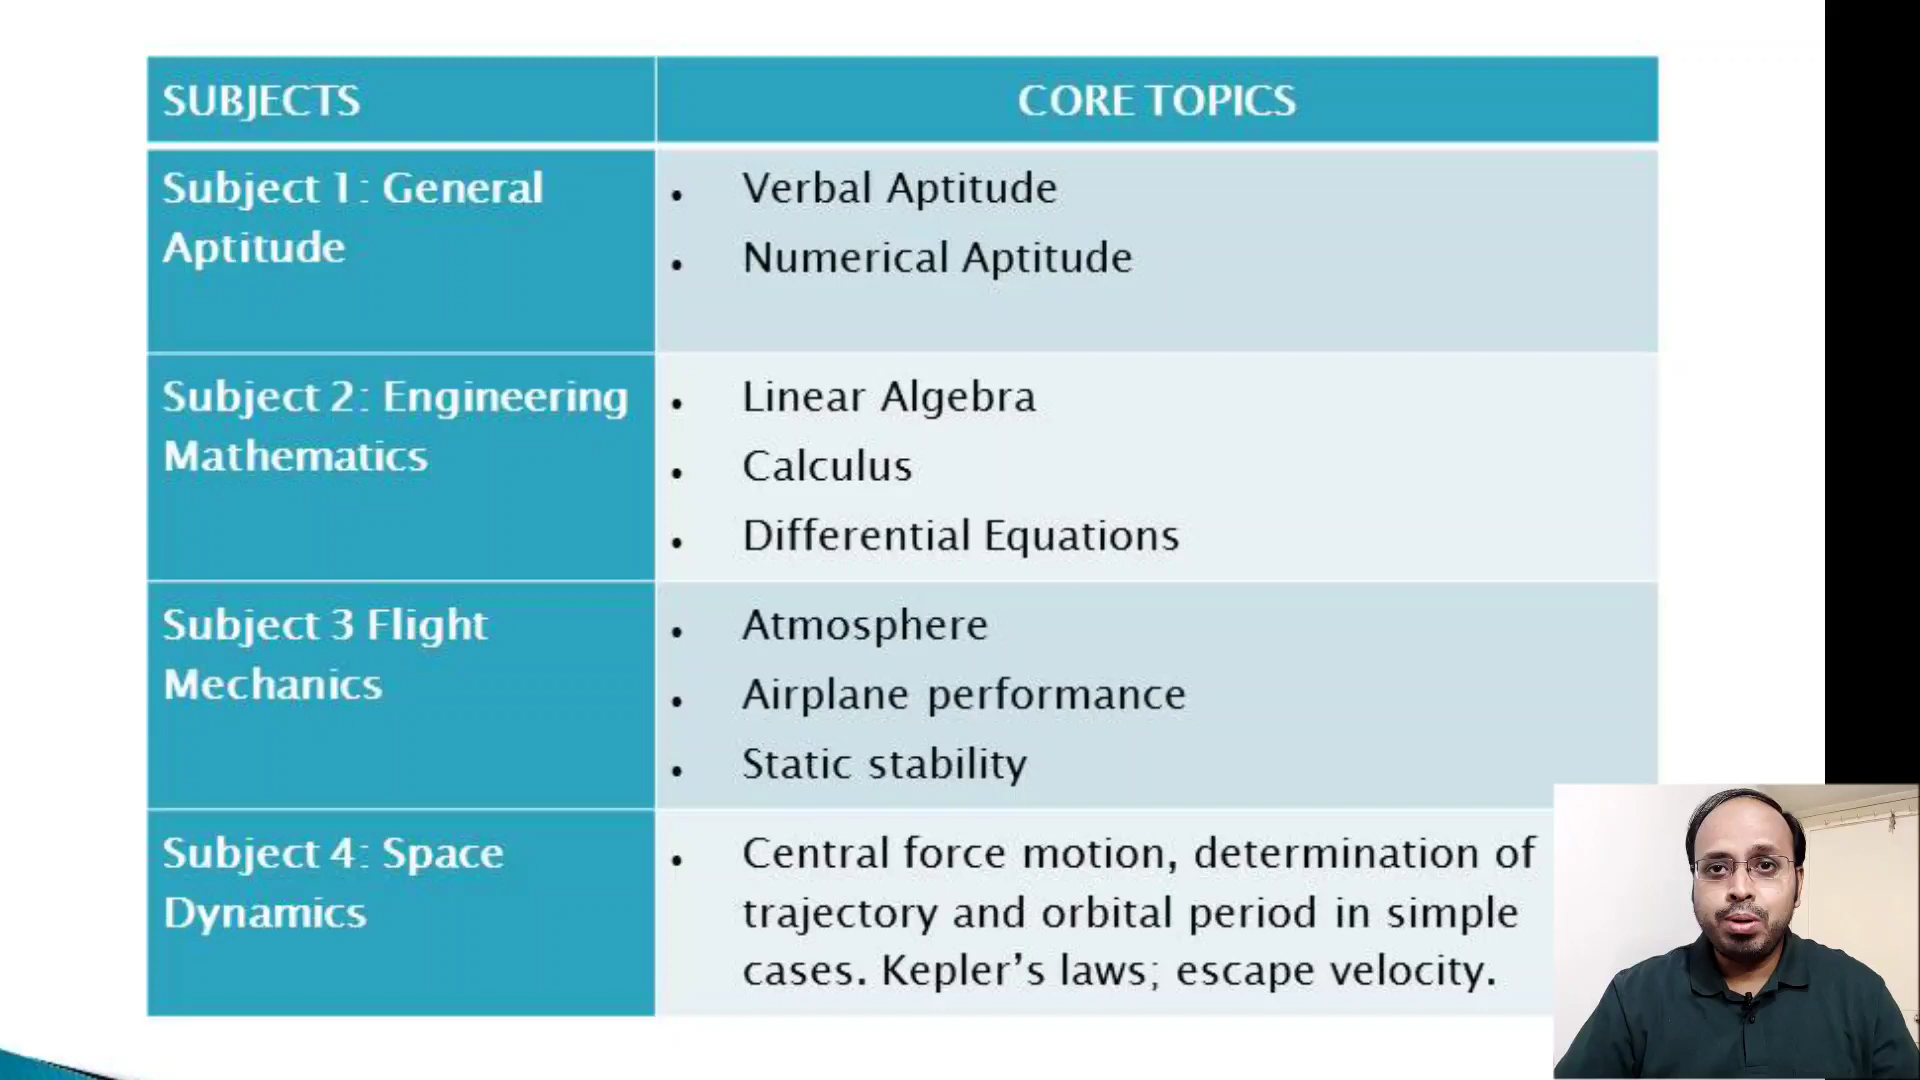 SUBJECTS
CORE TOPICS
Subject 1: General
Aptitude
• Verbal Aptitude
• Numerical Aptitude
Subject 2: Engineering
Mathematics
• Linear Algebra
• Calculus
• Differential Equations
Subject 3 Flight
Mechanics
• Atmosphere
• Airplane performance
• Static stability
Subject 4: Space
Dynamics
• Central force motion, determination of
trajectory and orbital period in simple
cases. Kepler’s laws; escape velocity.